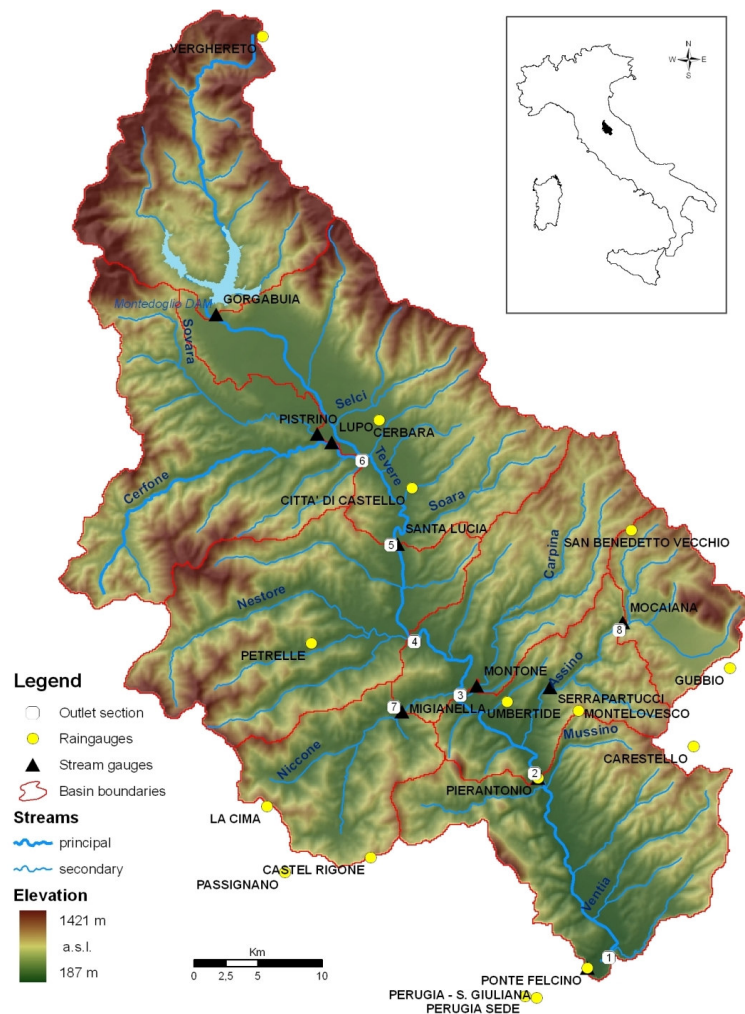 VERGHERETO
N
W E
S
Montedoglio DAM
GORGABUIA
Sovara
Selci
PISTRINO
LUPO
CERBARA
6
Tevere
Cerfone
CITTA' DI CASTELLO
Soara
SANTA LUCIA
5
Carpina
SAN BENEDETTO VECCHIO
Nestore
MOCAIANA
8
4
PETRELLE
Assino
GUBBIO
MONTONE
3
SERRAPARTUCCI
7
MIGIANELLA
UMBERTIDE
MONTELOVESCO
Mussino
CARESTELLO
Niccone
2
PIERANTONIO
LA CIMA
CASTEL RIGONE
PASSIGNANO
Ventia
1
PONTE FELCINO
PERUGIA - S. GIULIANA
PERUGIA SEDE
Legend
Outlet section
Raingauges
Stream gauges
Basin boundaries
Streams
principal
secondary
Elevation
1421 m
a.s.l.
187 m
Km
0 2,5 5 10